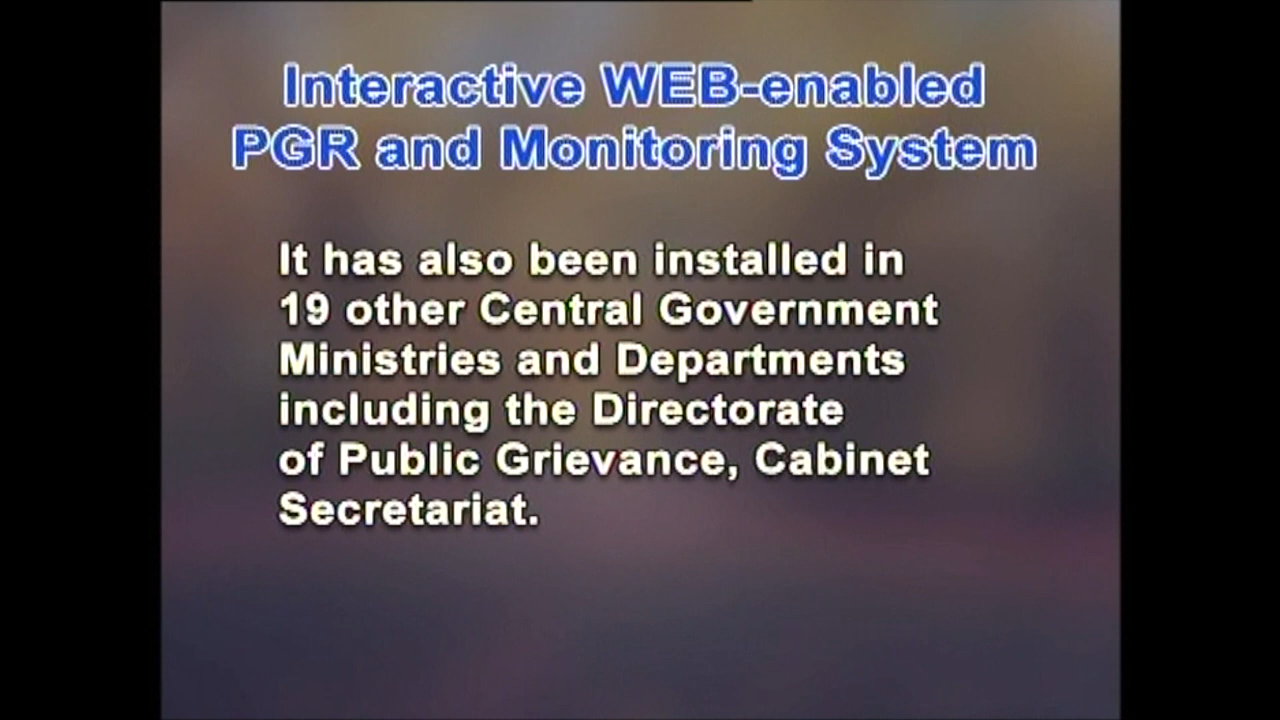 Interactive WEB-enabled
PGR and Monitoring System
It has also been installed in
19 other Central Government
Ministries and Departments
including the Directorate
of Public Grievance, Cabinet
Secretariat.